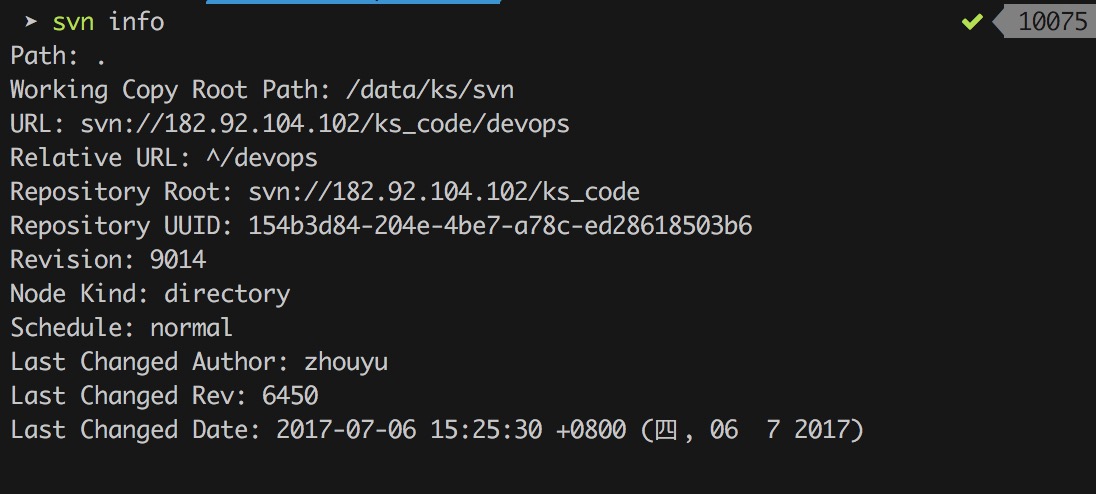 ➤ svn info ✔ 10075
Path: .
Working Copy Root Path: /data/ks/svn
URL: svn://182.92.104.102/ks_code/devops
Relative URL: ^/devops
Repository Root: svn://182.92.104.102/ks_code
Repository UUID: 154b3d84-204e-4be7-a78c-ed28618503b6
Revision: 9014
Node Kind: directory
Schedule: normal
Last Changed Author: zhouyu
Last Changed Rev: 6450
Last Changed Date: 2017-07-06 15:25:30 +0800 (四, 06  7 2017)